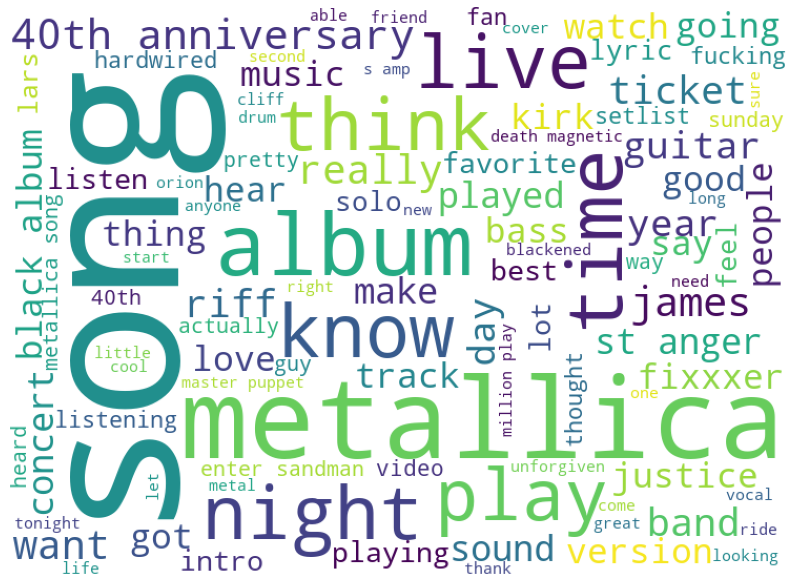 40th anniversary
able
friend
fan
cover
watch
going
hardwired
second
music
s amp
live
lyric
fucking
lars
song
cliff
drum
think
kirk
ticket
setlist
sure
sunday
death magnetic
guitar
pretty
really
favorite
listen
orion
hear
played
good
long
anyone
solo
new
bass
time
year
people
thing
album
blackened
say
feel
start
best
way
need
black album
metallica song
40th
right
make
riff
know
day
lot
james
actually
st anger
little
cool
love
guy
track
fixxxer
master puppet
million play
thought
one
concert
listening
metallica
heard
let
enter sandman
video
unforgiven
justice
metal
night
play
come
vocal
tonight
want
got
intro
playing
sound
version
great
band
ride
life
thank
looking